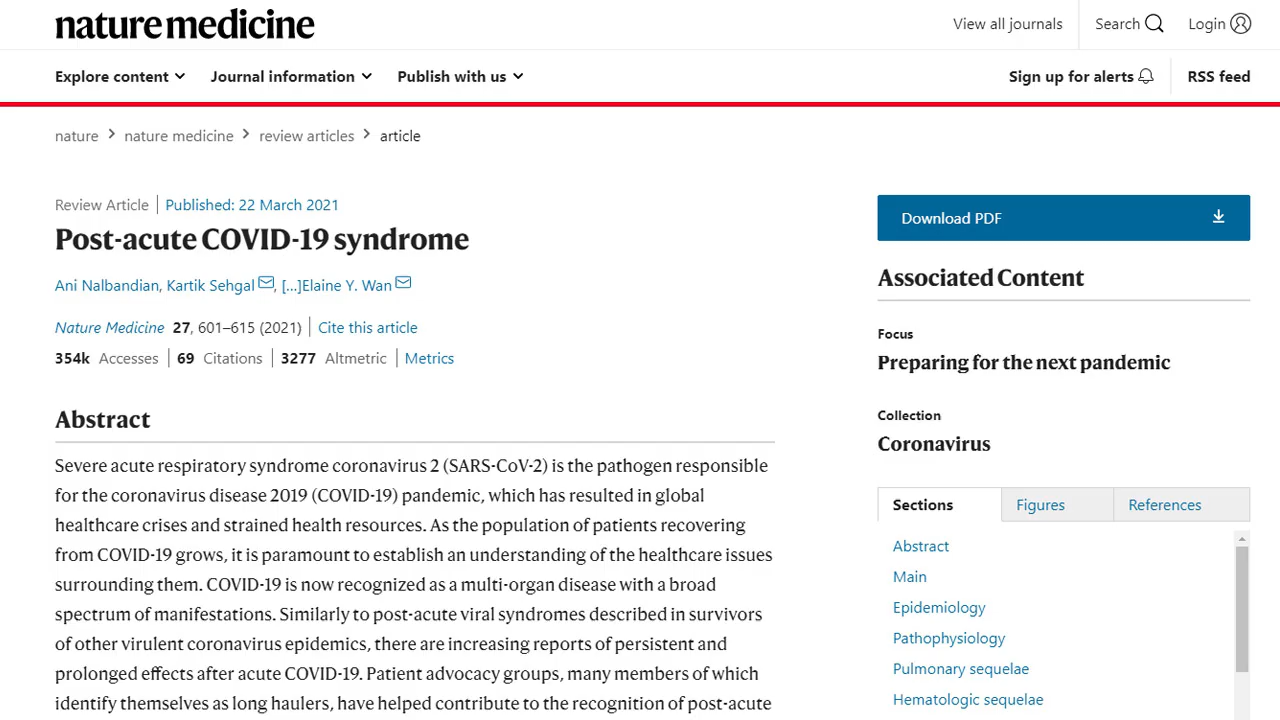 nature medicine
View all journals
Search
Login
Explore content
Journal information
Publish with us
Sign up for alerts
RSS feed
nature > nature medicine > review articles > article
Review Article | Published: 22 March 2021
Post-acute COVID-19 syndrome
Ani Nalbandian, Kartik Sehgal, [...]Elaine Y. Wan
Nature Medicine 27, 601–615 (2021) | Cite this article
354k Accesses | 69 Citations | 3277 Altmetric | Metrics
Abstract
Severe acute respiratory syndrome coronavirus 2 (SARS-CoV-2) is the pathogen responsible
for the coronavirus disease 2019 (COVID-19) pandemic, which has resulted in global
healthcare crises and strained health resources. As the population of patients recovering
from COVID-19 grows, it is paramount to establish an understanding of the healthcare issues
surrounding them. COVID-19 is now recognized as a multi-organ disease with a broad
spectrum of manifestations. Similarly to post-acute viral syndromes described in survivors
of other virulent coronavirus epidemics, there are increasing reports of persistent and
prolonged effects after acute COVID-19. Patient advocacy groups, many members of which
identify themselves as long haulers, have helped contribute to the recognition of post-acute
Download PDF
Associated Content
Focus
Preparing for the next pandemic
Collection
Coronavirus
Sections
Figures
References
Abstract
Main
Epidemiology
Pathophysiology
Pulmonary sequelae
Hematologic sequelae